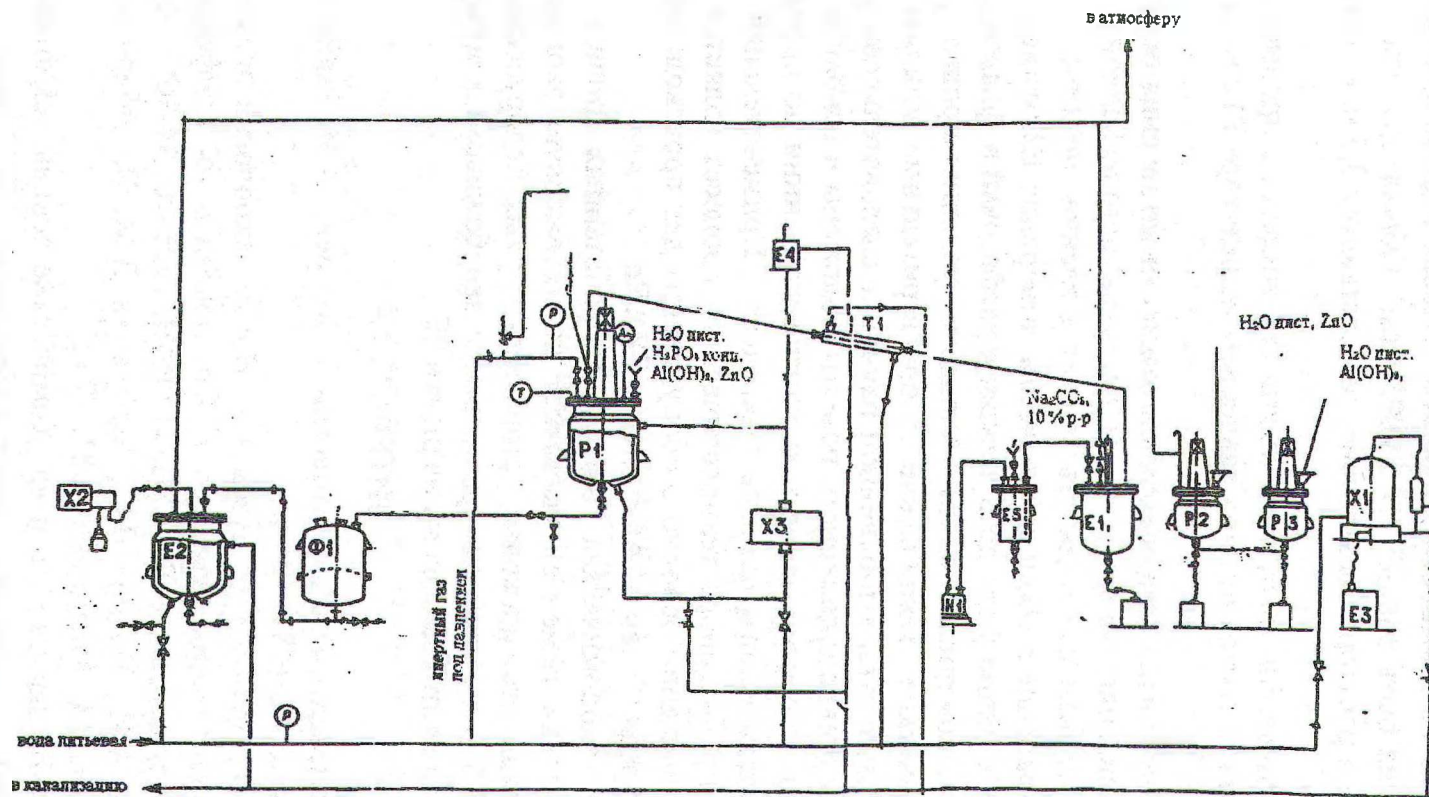 в атмосферу
E4
P
T1
H₂O дист, ZnO
H₂O дист.
H₃PO₄ конц.
Al(OH)₃, ZnO
H₂O дист.
Al(OH)₃,
T
Na₂CO₃,
10 % р-р
P1
X2
X1
E5
E1
P2
P3
E2
Ф1
X3
N1
E3
инертный газ
под давлением
P
вода питьевая
в канализацию